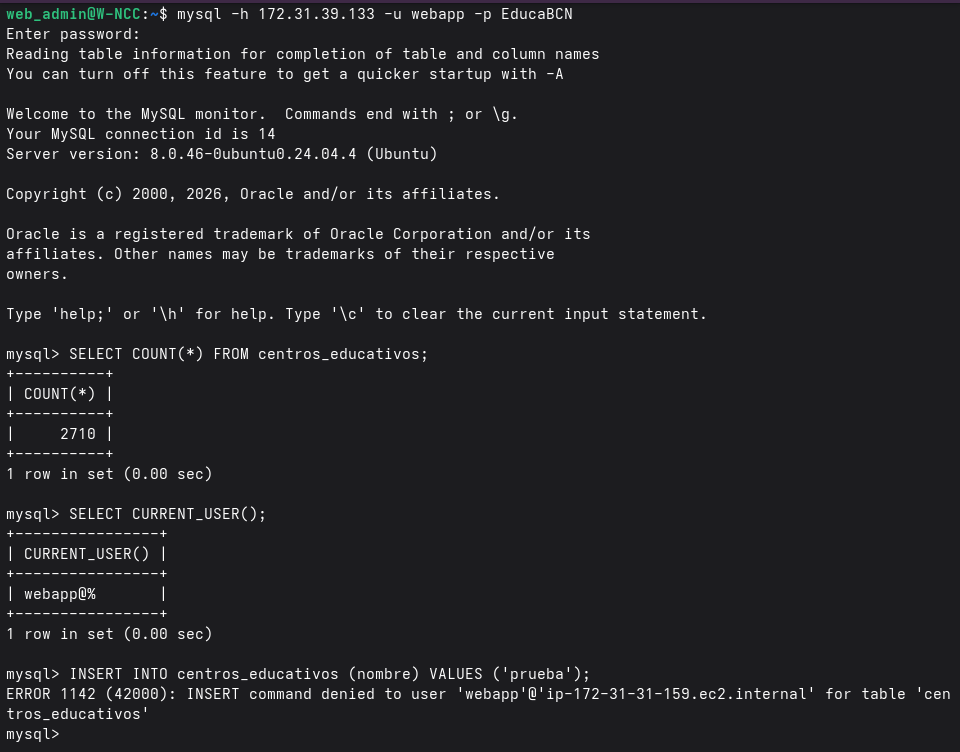 web_admin@W-NCC:~$ mysql -h 172.31.39.133 -u webapp -p EducaBCN
Enter password:
Reading table information for completion of table and column names
You can turn off this feature to get a quicker startup with -A

Welcome to the MySQL monitor.  Commands end with ; or \g.
Your MySQL connection id is 14
Server version: 8.0.46-0ubuntu0.24.04.4 (Ubuntu)

Copyright (c) 2000, 2026, Oracle and/or its affiliates.

Oracle is a registered trademark of Oracle Corporation and/or its
affiliates. Other names may be trademarks of their respective
owners.

Type 'help;' or '\h' for help. Type '\c' to clear the current input statement.

mysql> SELECT COUNT(*) FROM centros_educativos;
+----------+
| COUNT(*) |
+----------+
|     2710 |
+----------+
1 row in set (0.00 sec)

mysql> SELECT CURRENT_USER();
+----------------+
| CURRENT_USER() |
+----------------+
| webapp@%       |
+----------------+
1 row in set (0.00 sec)

mysql> INSERT INTO centros_educativos (nombre) VALUES ('prueba');
ERROR 1142 (42000): INSERT command denied to user 'webapp'@'ip-172-31-31-159.ec2.internal' for table 'cen
tros_educativos'
mysql>